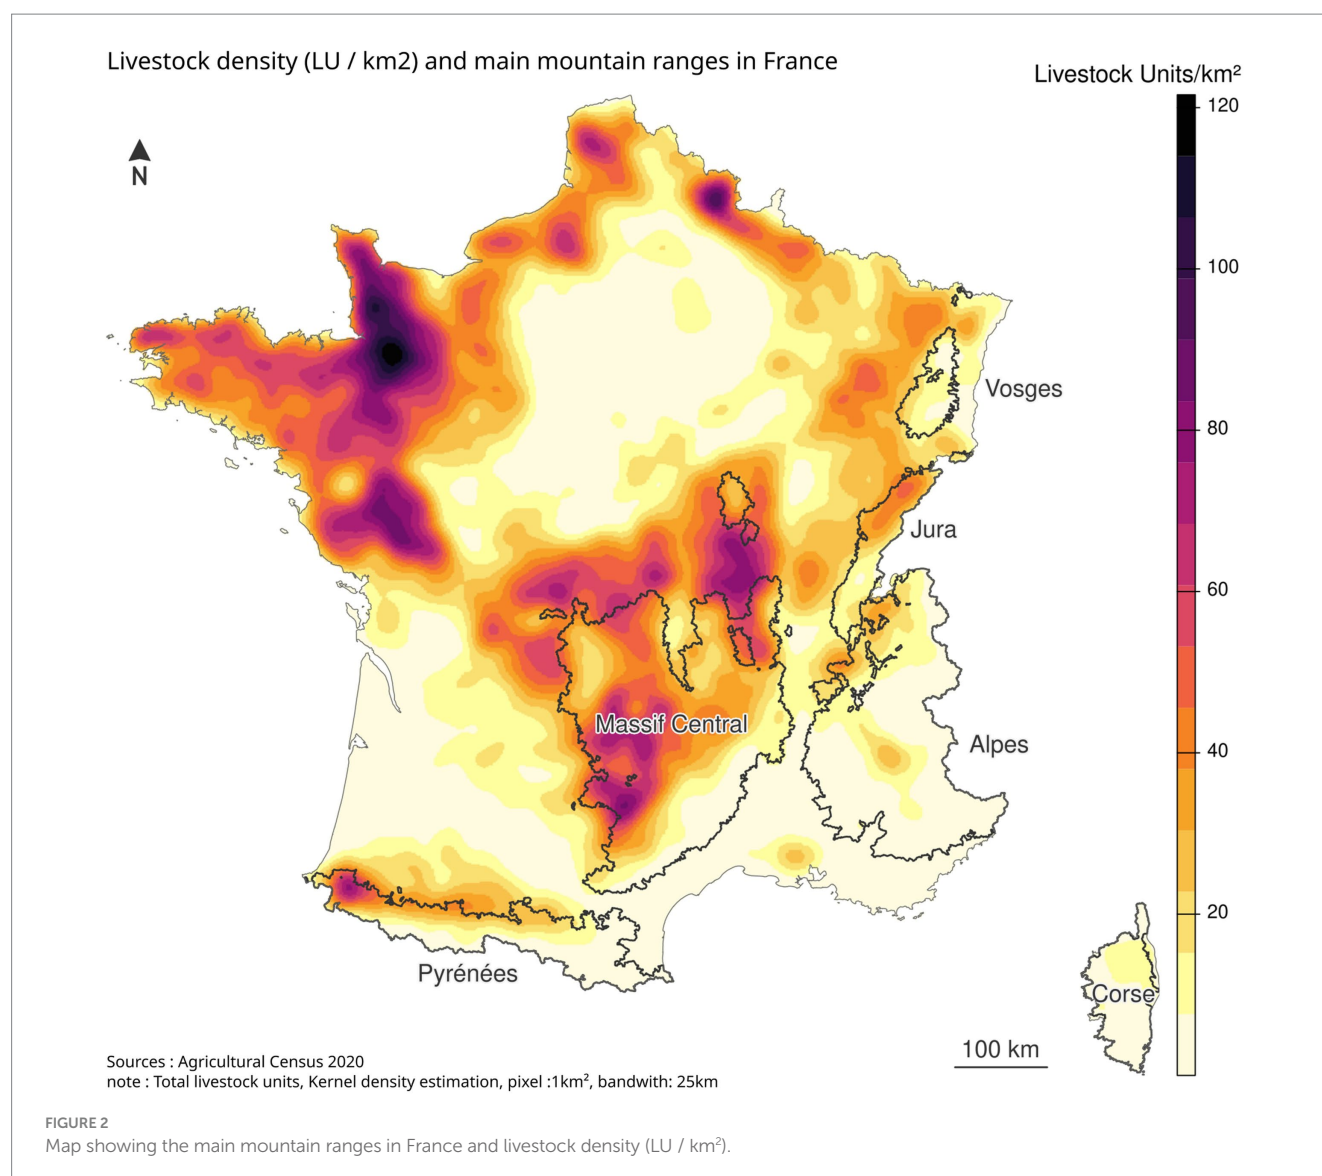 Livestock density (LU / km2) and main mountain ranges in France
Livestock Units/km²
120
N
100
Vosges
80
Jura
60
Massif Central
Alpes
40
20
Pyrénées
Corse
100 km
Sources : Agricultural Census 2020
note : Total livestock units, Kernel density estimation, pixel :1km², bandwith: 25km
FIGURE 2
Map showing the main mountain ranges in France and livestock density (LU / km²).